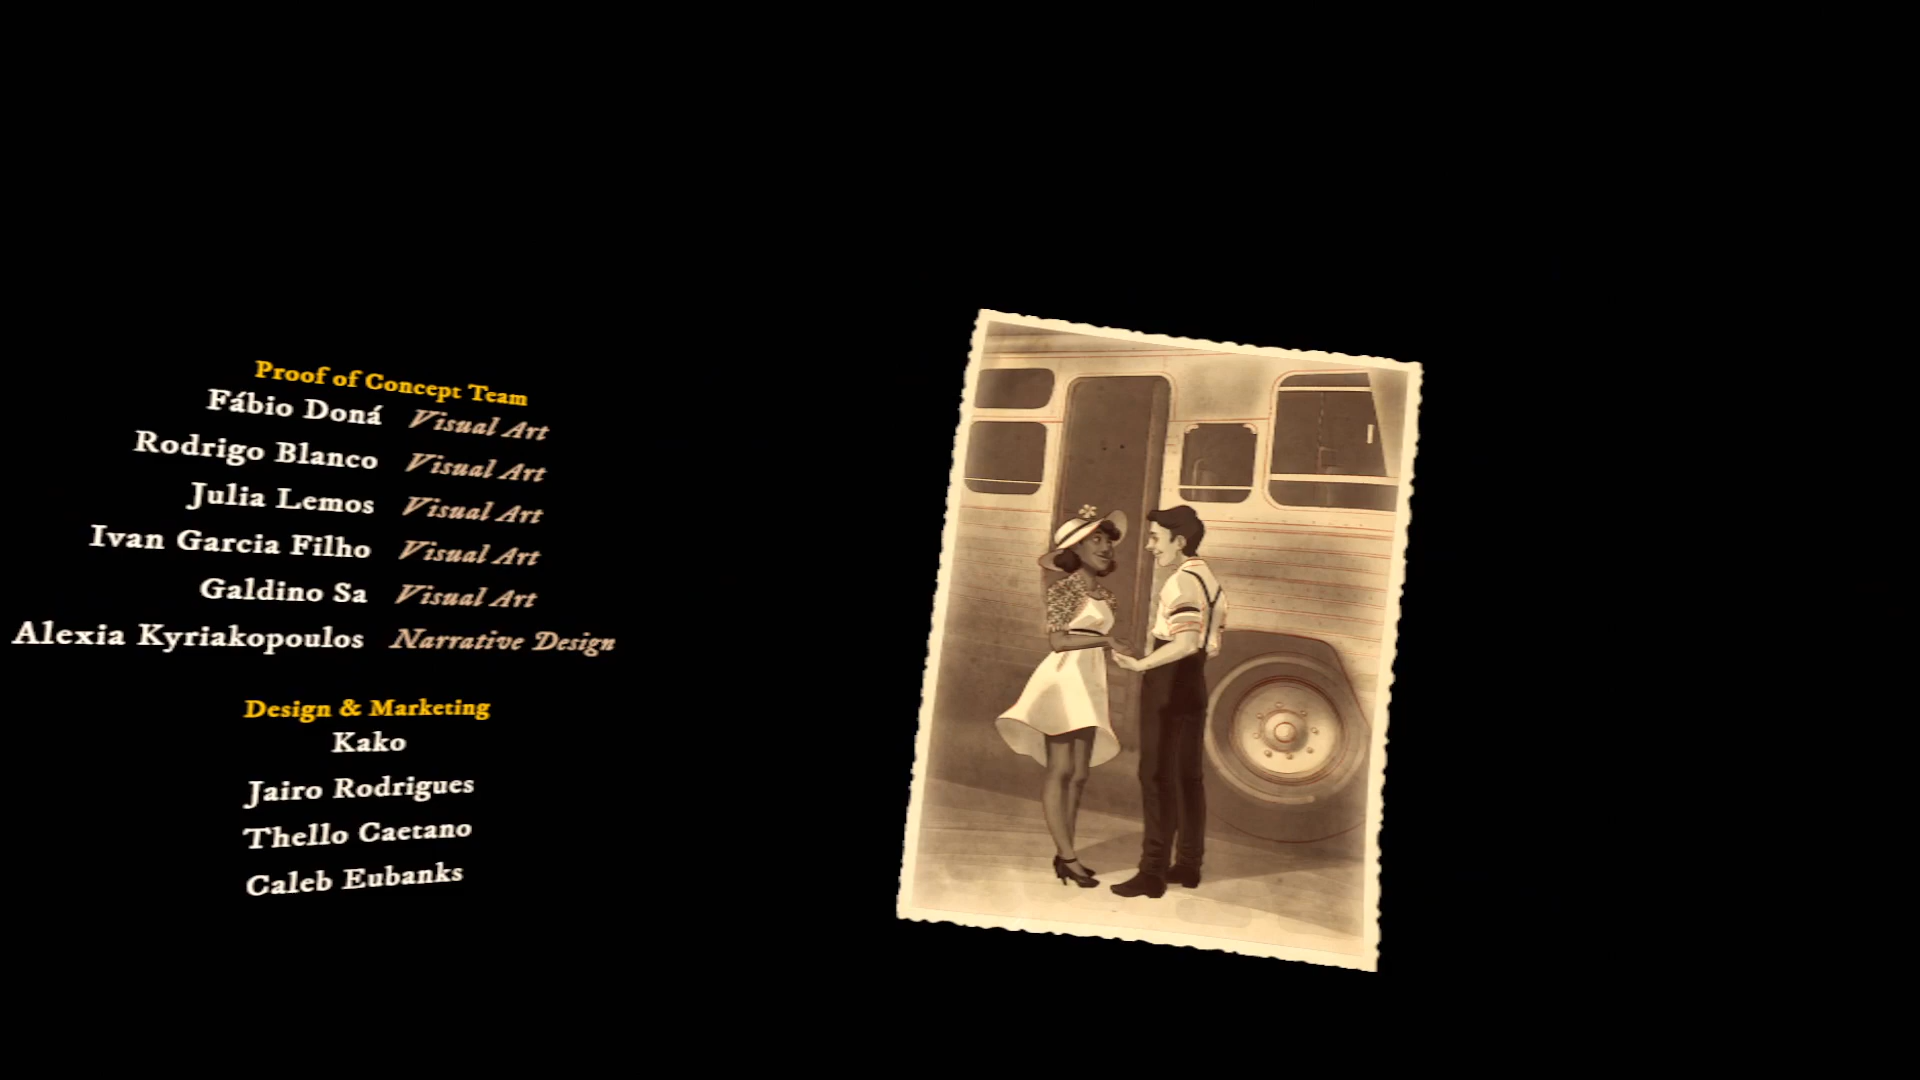 Proof of Concept Team
Fábio Doná Visual Art
Rodrigo Blanco Visual Art
Julia Lemos Visual Art
Ivan Garcia Filho Visual Art
Galdino Sa Visual Art
Alexia Kyriakopoulos Narrative Design
Design & Marketing
Kako
Jairo Rodrigues
Thello Caetano
Caleb Eubanks